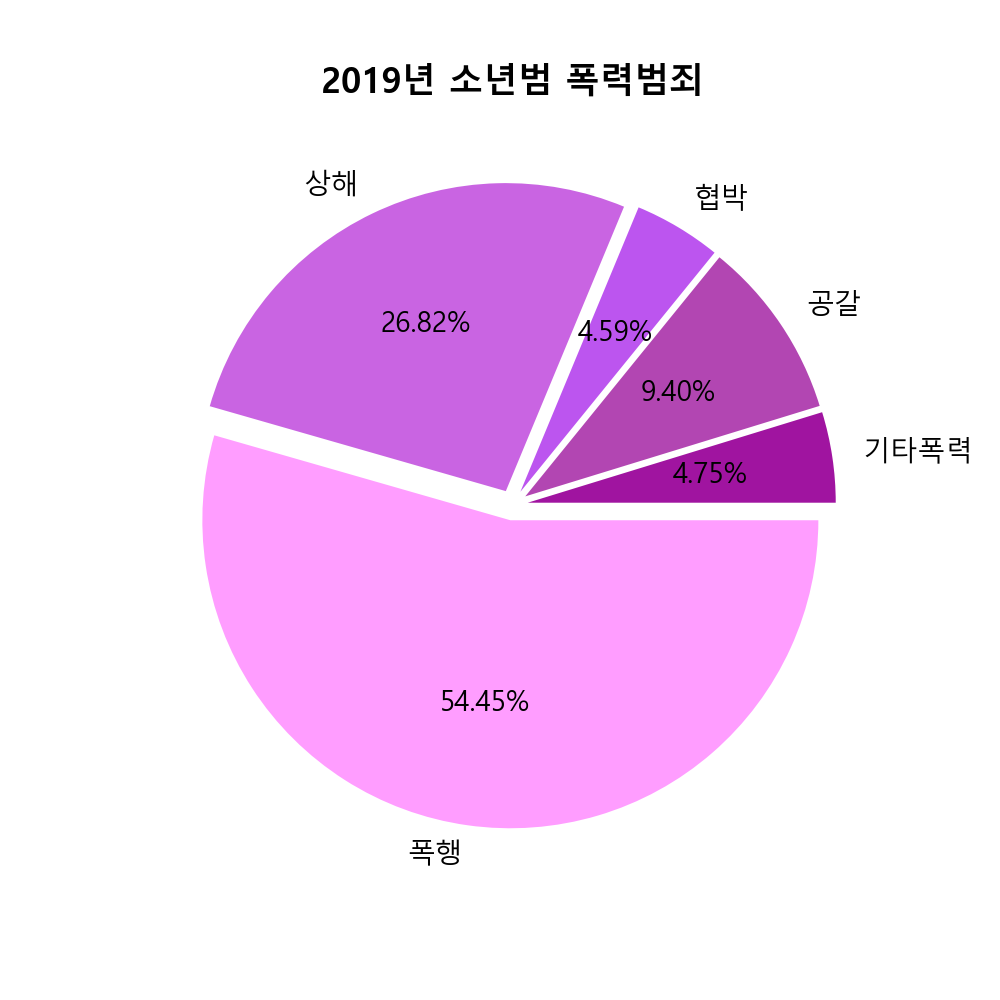 2019년 소년범 폭력범죄
상해
협박
공갈
26.82%
4.59%
9.40%
기타폭력
4.75%
54.45%
폭행